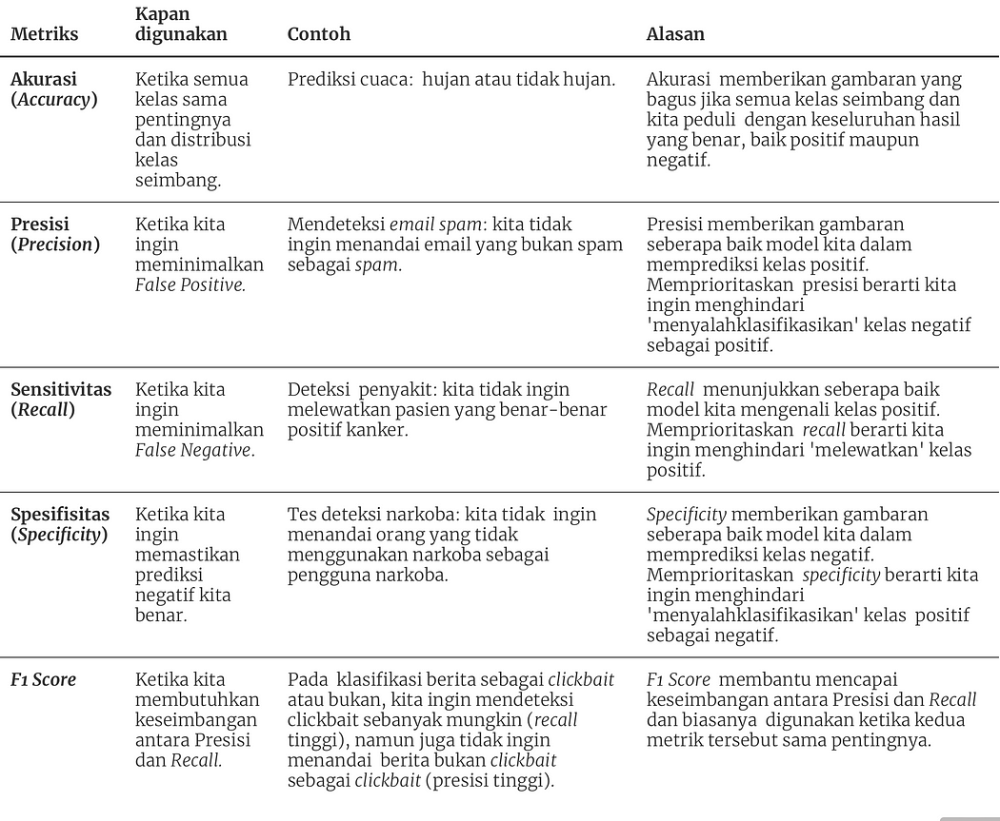 Metriks
Kapan
digunakan
Contoh
Alasan
Akurasi
(Accuracy)
Ketika semua
kelas sama
pentingnya
dan distribusi
kelas
seimbang.
Prediksi cuaca: hujan atau tidak hujan.
Akurasi memberikan gambaran yang
bagus jika semua kelas seimbang dan
kita peduli dengan keseluruhan hasil
yang benar, baik positif maupun
negatif.
Presisi
(Precision)
Ketika kita
ingin
meminimalkan
False Positive.
Mendeteksi email spam: kita tidak
ingin menandai email yang bukan spam
sebagai spam.
Presisi memberikan gambaran
seberapa baik model kita dalam
memprediksi kelas positif.
Memprioritaskan presisi berarti kita
ingin menghindari
'menyalahklasifikasikan' kelas negatif
sebagai positif.
Sensitivitas
(Recall)
Ketika kita
ingin
meminimalkan
False Negative.
Deteksi penyakit: kita tidak ingin
melewatkan pasien yang benar-benar
positif kanker.
Recall menunjukkan seberapa baik
model kita mengenali kelas positif.
Memprioritaskan recall berarti kita
ingin menghindari 'melewatkan' kelas
positif.
Spesifisitas
(Specificity)
Ketika kita
ingin
memastikan
prediksi
negatif kita
benar.
Tes deteksi narkoba: kita tidak ingin
menandai orang yang tidak
menggunakan narkoba sebagai
pengguna narkoba.
Specificity memberikan gambaran
seberapa baik model kita dalam
memprediksi kelas negatif.
Memprioritaskan specificity berarti kita
ingin menghindari
'menyalahklasifikasikan' kelas positif
sebagai negatif.
F1 Score
Ketika kita
membutuhkan
keseimbangan
antara Presisi
dan Recall.
Pada klasifikasi berita sebagai clickbait
atau bukan, kita ingin mendeteksi
clickbait sebanyak mungkin (recall
tinggi), namun juga tidak ingin
menandai berita bukan clickbait
sebagai clickbait (presisi tinggi).
F1 Score membantu mencapai
keseimbangan antara Presisi dan Recall
dan biasanya digunakan ketika kedua
metrik tersebut sama pentingnya.